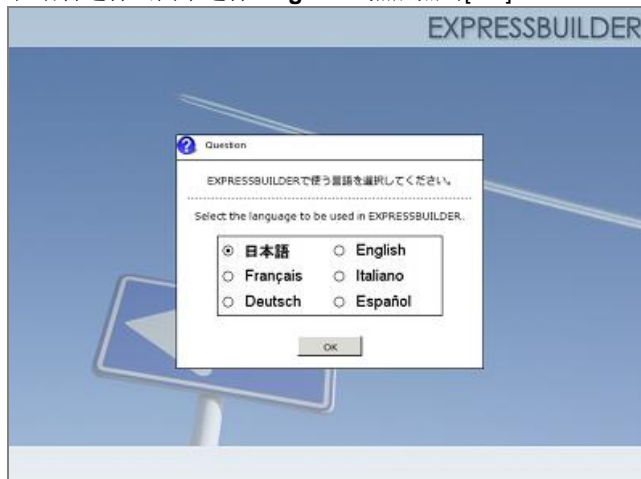 EXPRESSBUILDER
Question
EXPRESSBUILDERで使う言語を選択してください。
Select the language to be used in EXPRESSBUILDER.
日本語 English
Français Italiano
Deutsch Español
OK